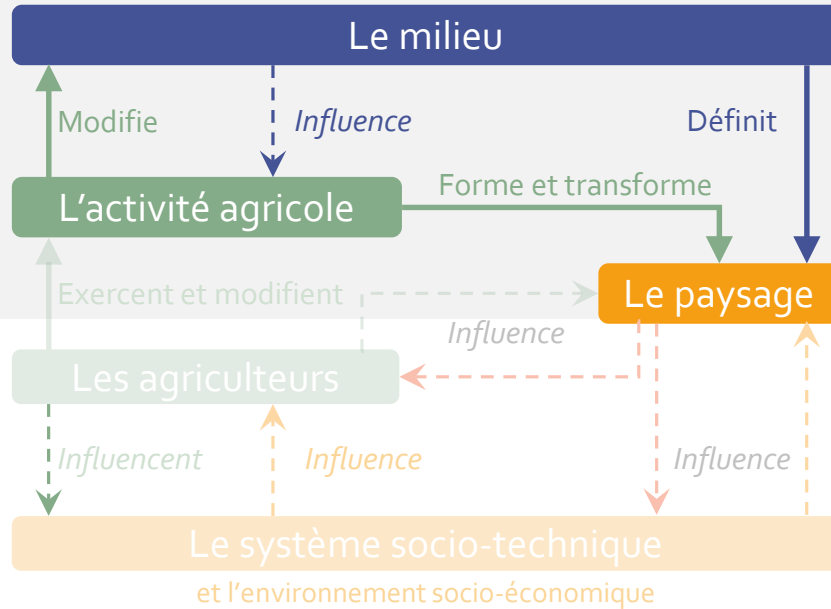 Le milieu
Modifie
Influence
Définit
L'activité agricole
Forme et transforme
Exercent et modifient
Le paysage
Influence
Les agriculteurs
Influencent
Influence
Influence
Le système socio-technique
et l'environnement socio-économique